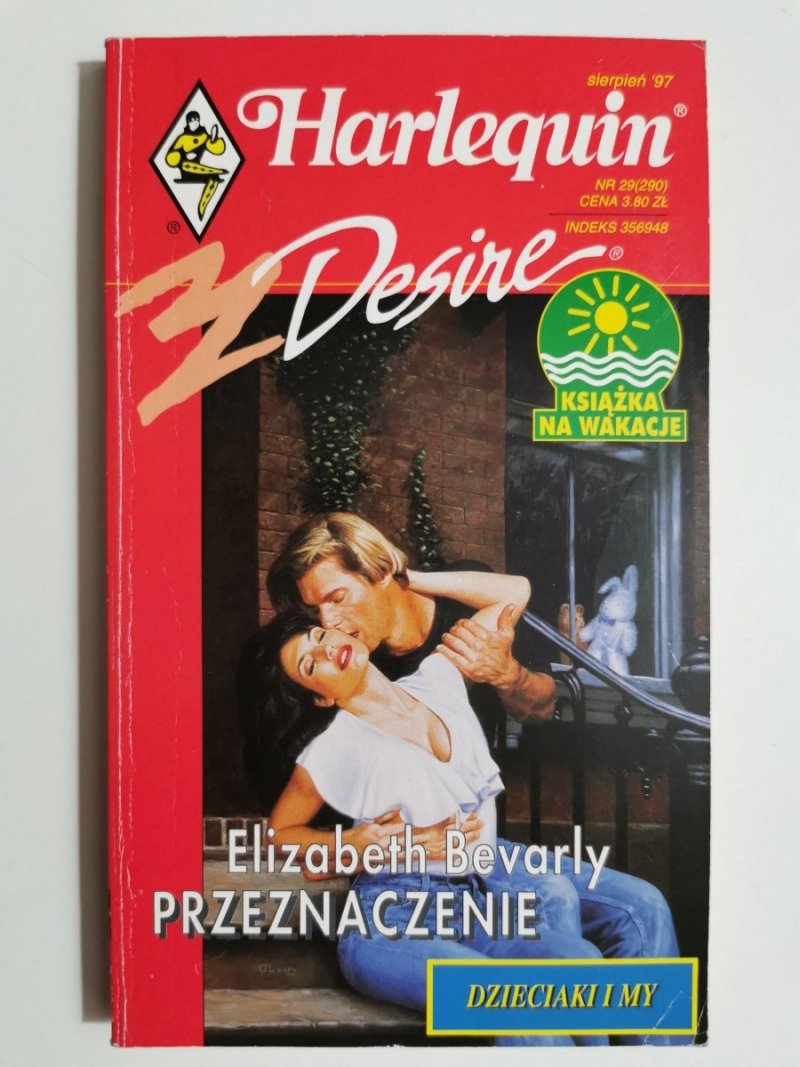 sierpień '97
Harlequin®
NR 29(290)
CENA 3.80 ZŁ
INDEKS 356948
®
Desire®
KSIĄŻKA
NA WAKACJE
Elizabeth Bevarly
PRZEZNACZENIE
DZIECIAKI I MY